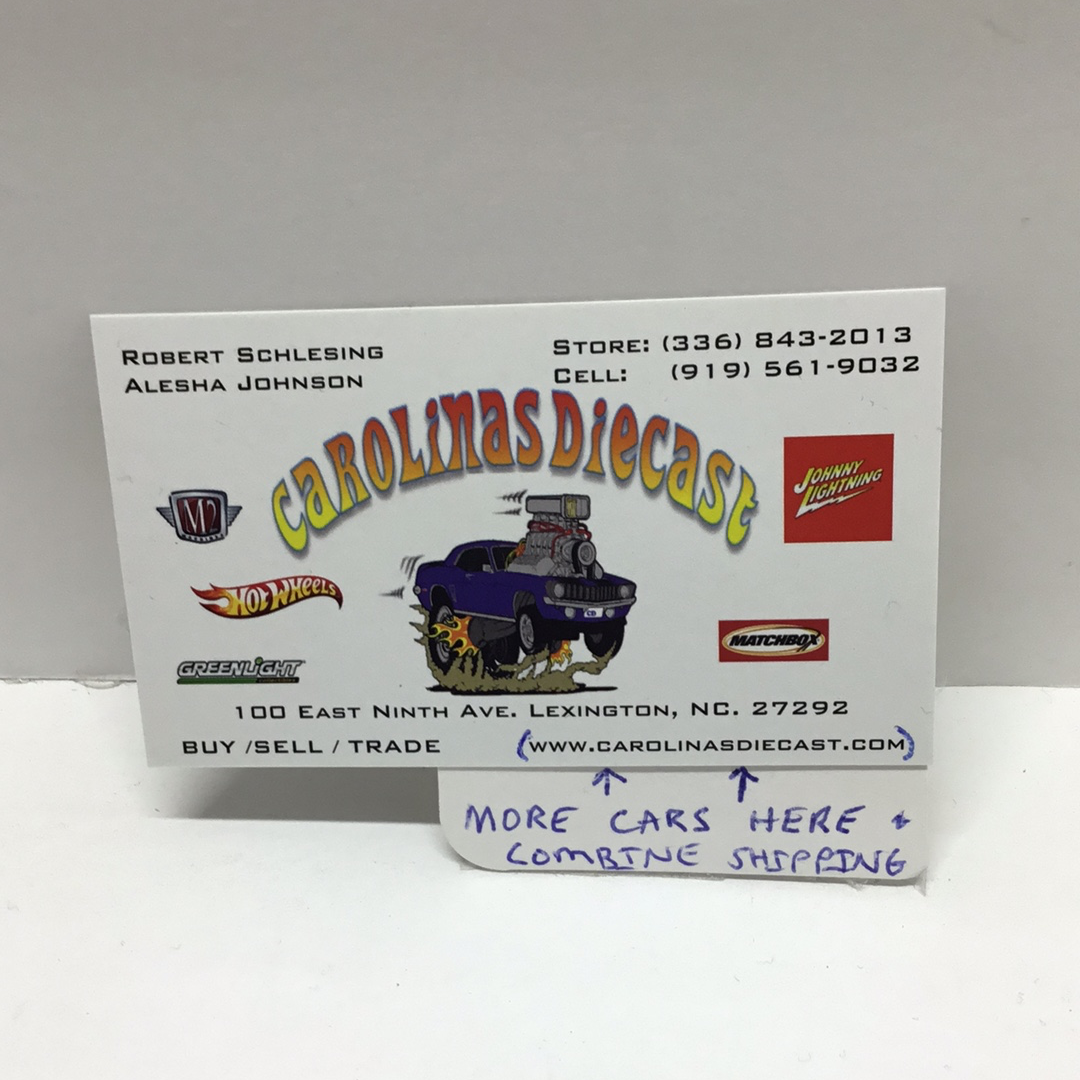 ROBERT SCHLESING
ALESHA JOHNSON
STORE: (336) 843-2013
CELL: (919) 561-9032
CAROLINAS DIECAST
M2
JOHNNY
LIGHTNING
HOT WHEELS
MATCHBOX
GREENLIGHT
100 EAST NINTH AVE. LEXINGTON, NC. 27292
BUY /SELL / TRADE
(WWW.CAROLINASDIECAST.COM)
MORE CARS HERE +
COMBINE SHIPPING